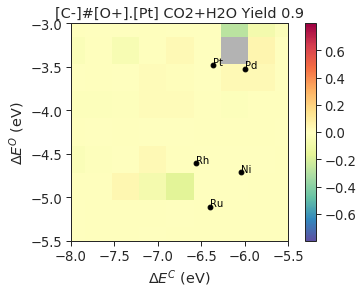 [C-]#[O+].[Pt] CO2+H2O Yield 0.9
−3.0
−3.5
−4.0
−4.5
−5.0
−5.5
ΔE^O (eV)
Pt
Pd
Rh
Ni
Ru
−8.0 −7.5 −7.0 −6.5 −6.0 −5.5
ΔE^C (eV)
0.8
0.6
0.4
0.2
0.0
−0.2
−0.4
−0.6